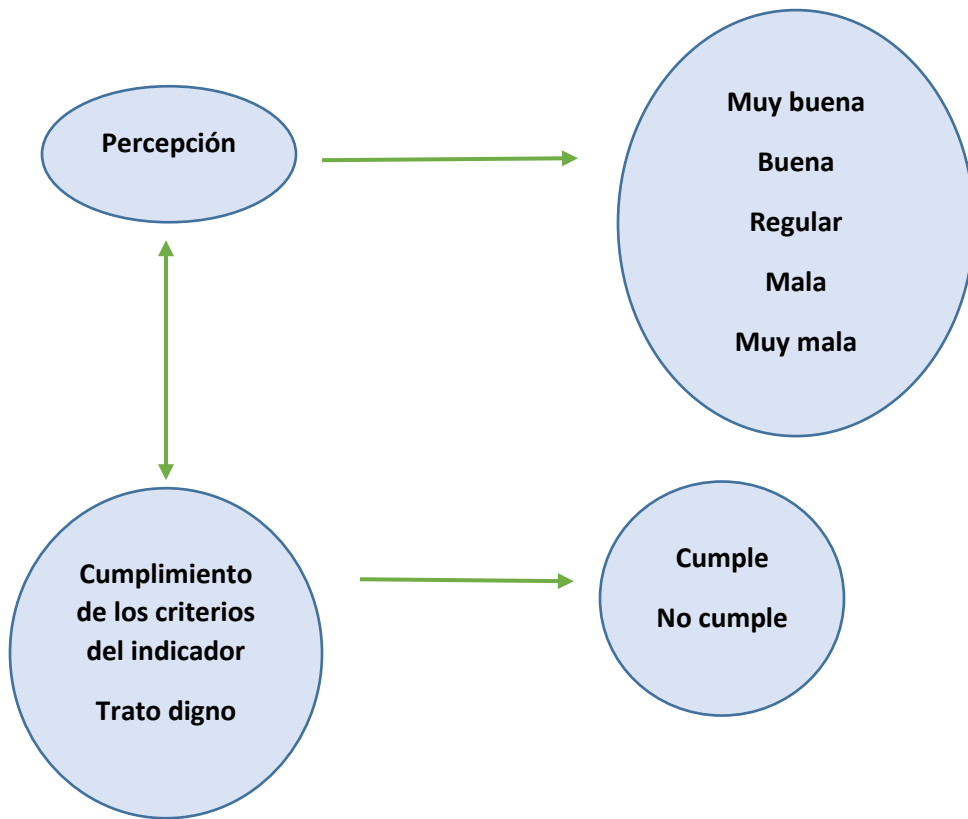 Percepción
Muy buena
Buena
Regular
Mala
Muy mala
Cumplimiento
de los criterios
del indicador
Trato digno
Cumple
No cumple